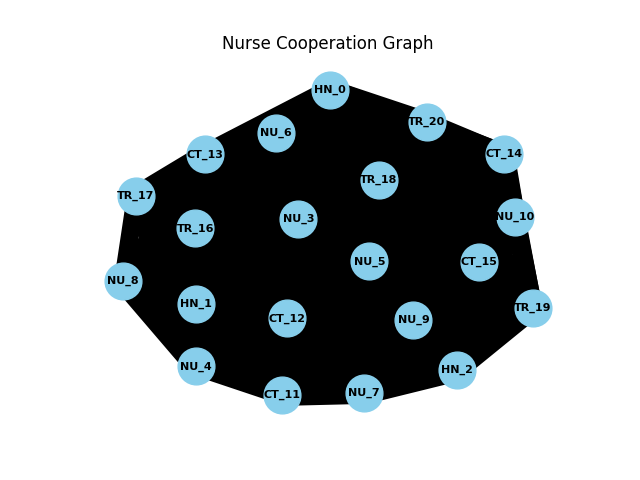 Nurse Cooperation Graph
HN_0
TR_20
NU_6
CT_13
CT_14
TR_18
TR_17
NU_10
NU_3
TR_16
NU_5
CT_15
NU_8
HN_1
TR_19
CT_12
NU_9
NU_4
HN_2
NU_7
CT_11